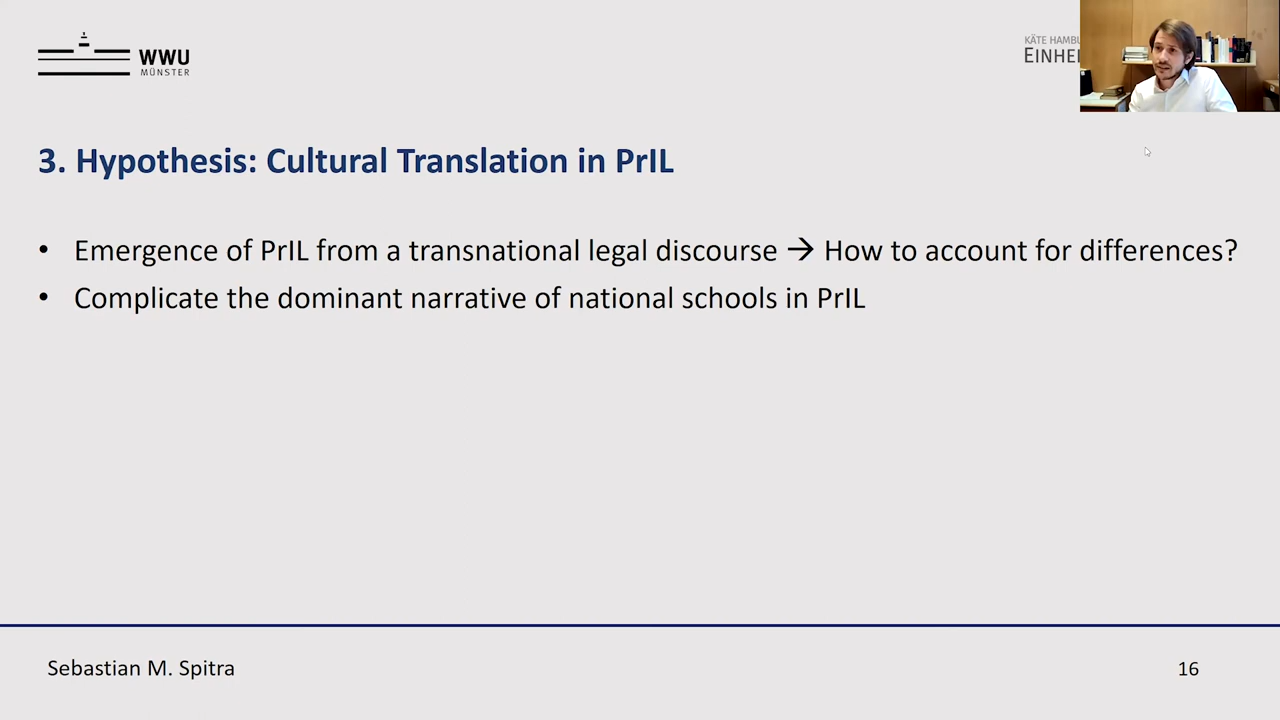 WWU
MÜNSTER
KÄTE HAMBU
EINHEI
3. Hypothesis: Cultural Translation in PrIL
• Emergence of PrIL from a transnational legal discourse → How to account for differences?
• Complicate the dominant narrative of national schools in PrIL
Sebastian M. Spitra
16